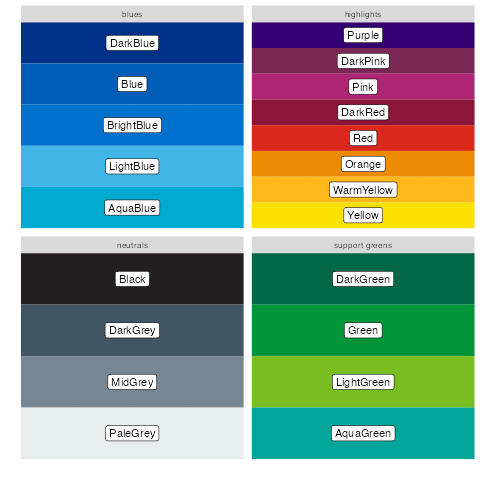 blues
DarkBlue
Blue
BrightBlue
LightBlue
AquaBlue
highlights
Purple
DarkPink
Pink
DarkRed
Red
Orange
WarmYellow
Yellow
neutrals
Black
DarkGrey
MidGrey
PaleGrey
support greens
DarkGreen
Green
LightGreen
AquaGreen